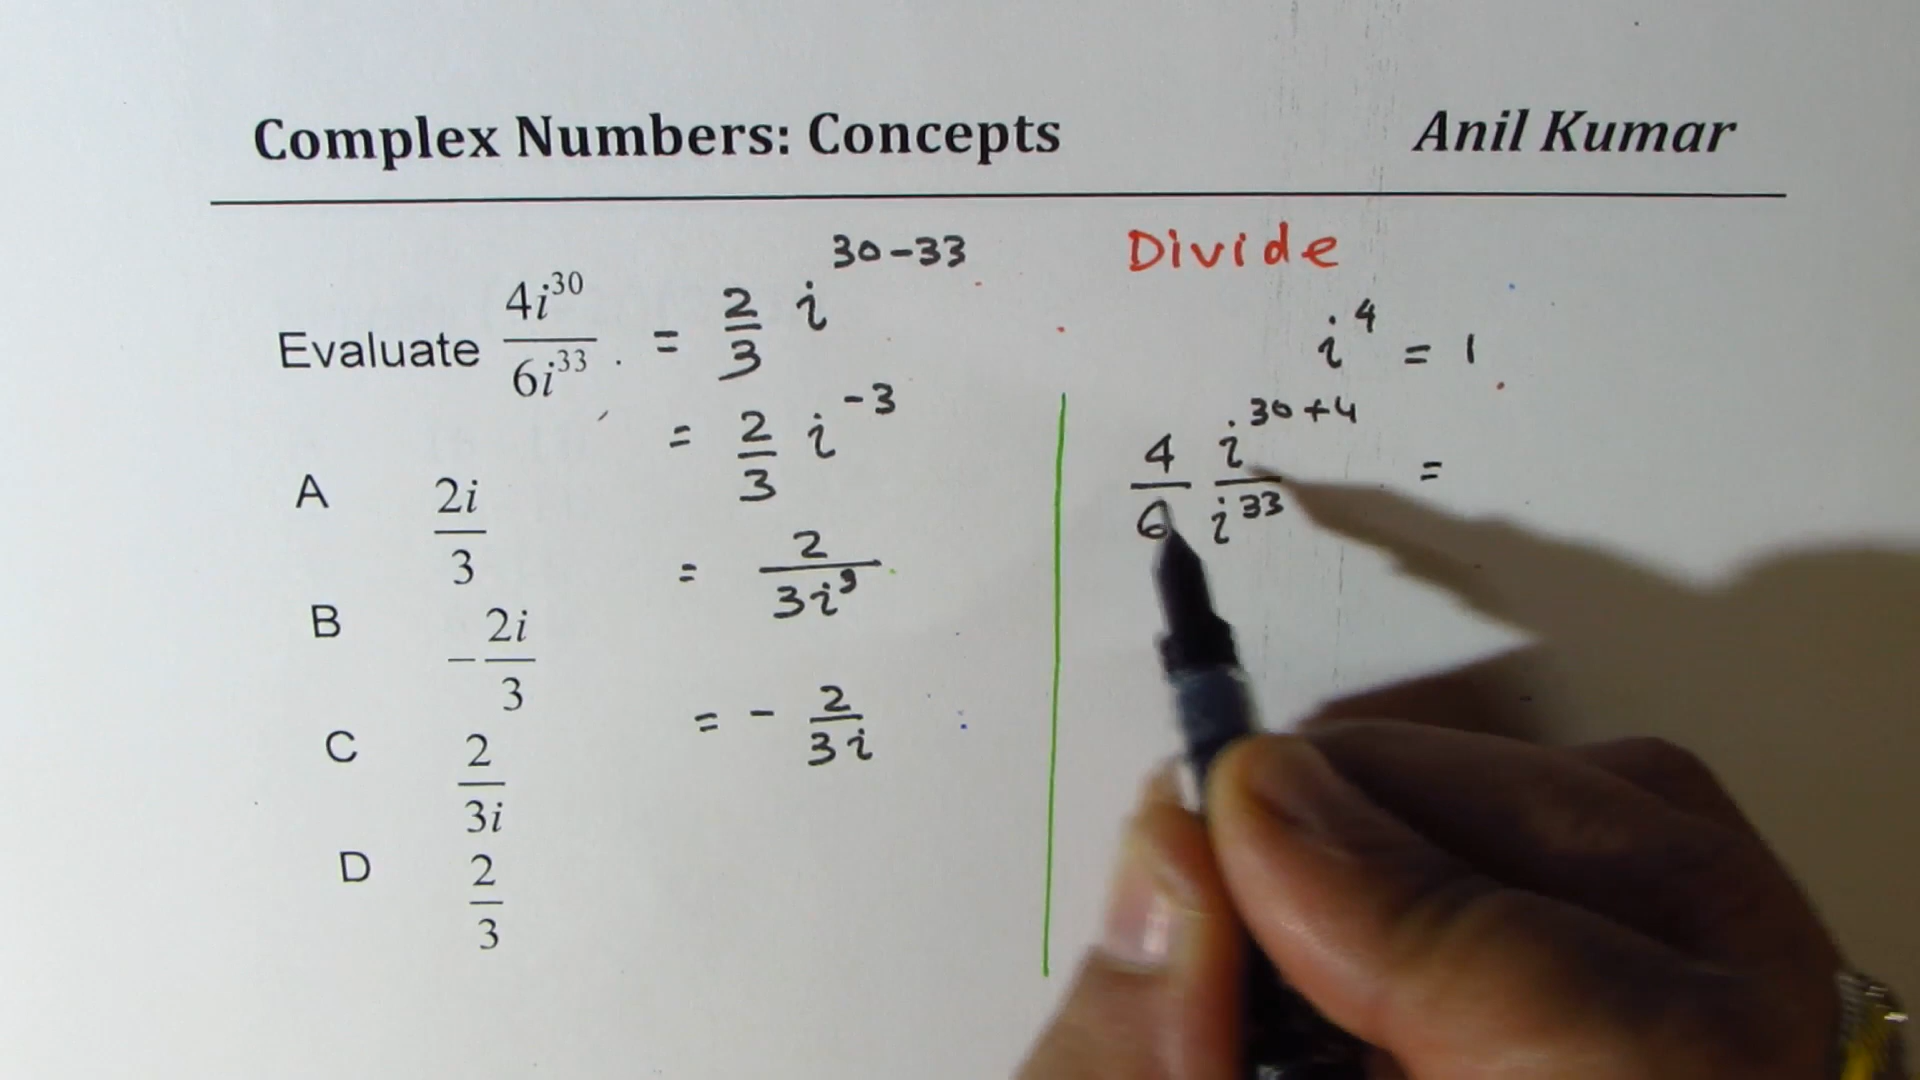 Complex Numbers: Concepts Anil Kumar
Evaluate 4i^30 / 6i^33 . = 2/3 i^30-33
= 2/3 i^-3
= 2 / 3i^3
= - 2 / 3i
A 2i / 3
B - 2i / 3
C 2 / 3i
D 2 / 3
Divide
i^4 = 1
4/6 i^30+4 / i^33 =